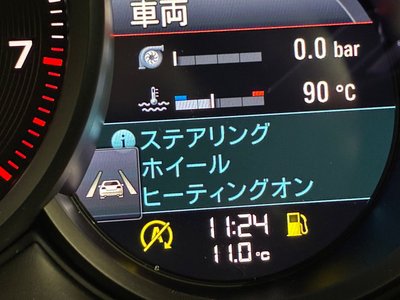 車両
7
0.0 bar
90 °C
i ステアリング
ホイール
ヒーティングオン
11:24
11.0 °C